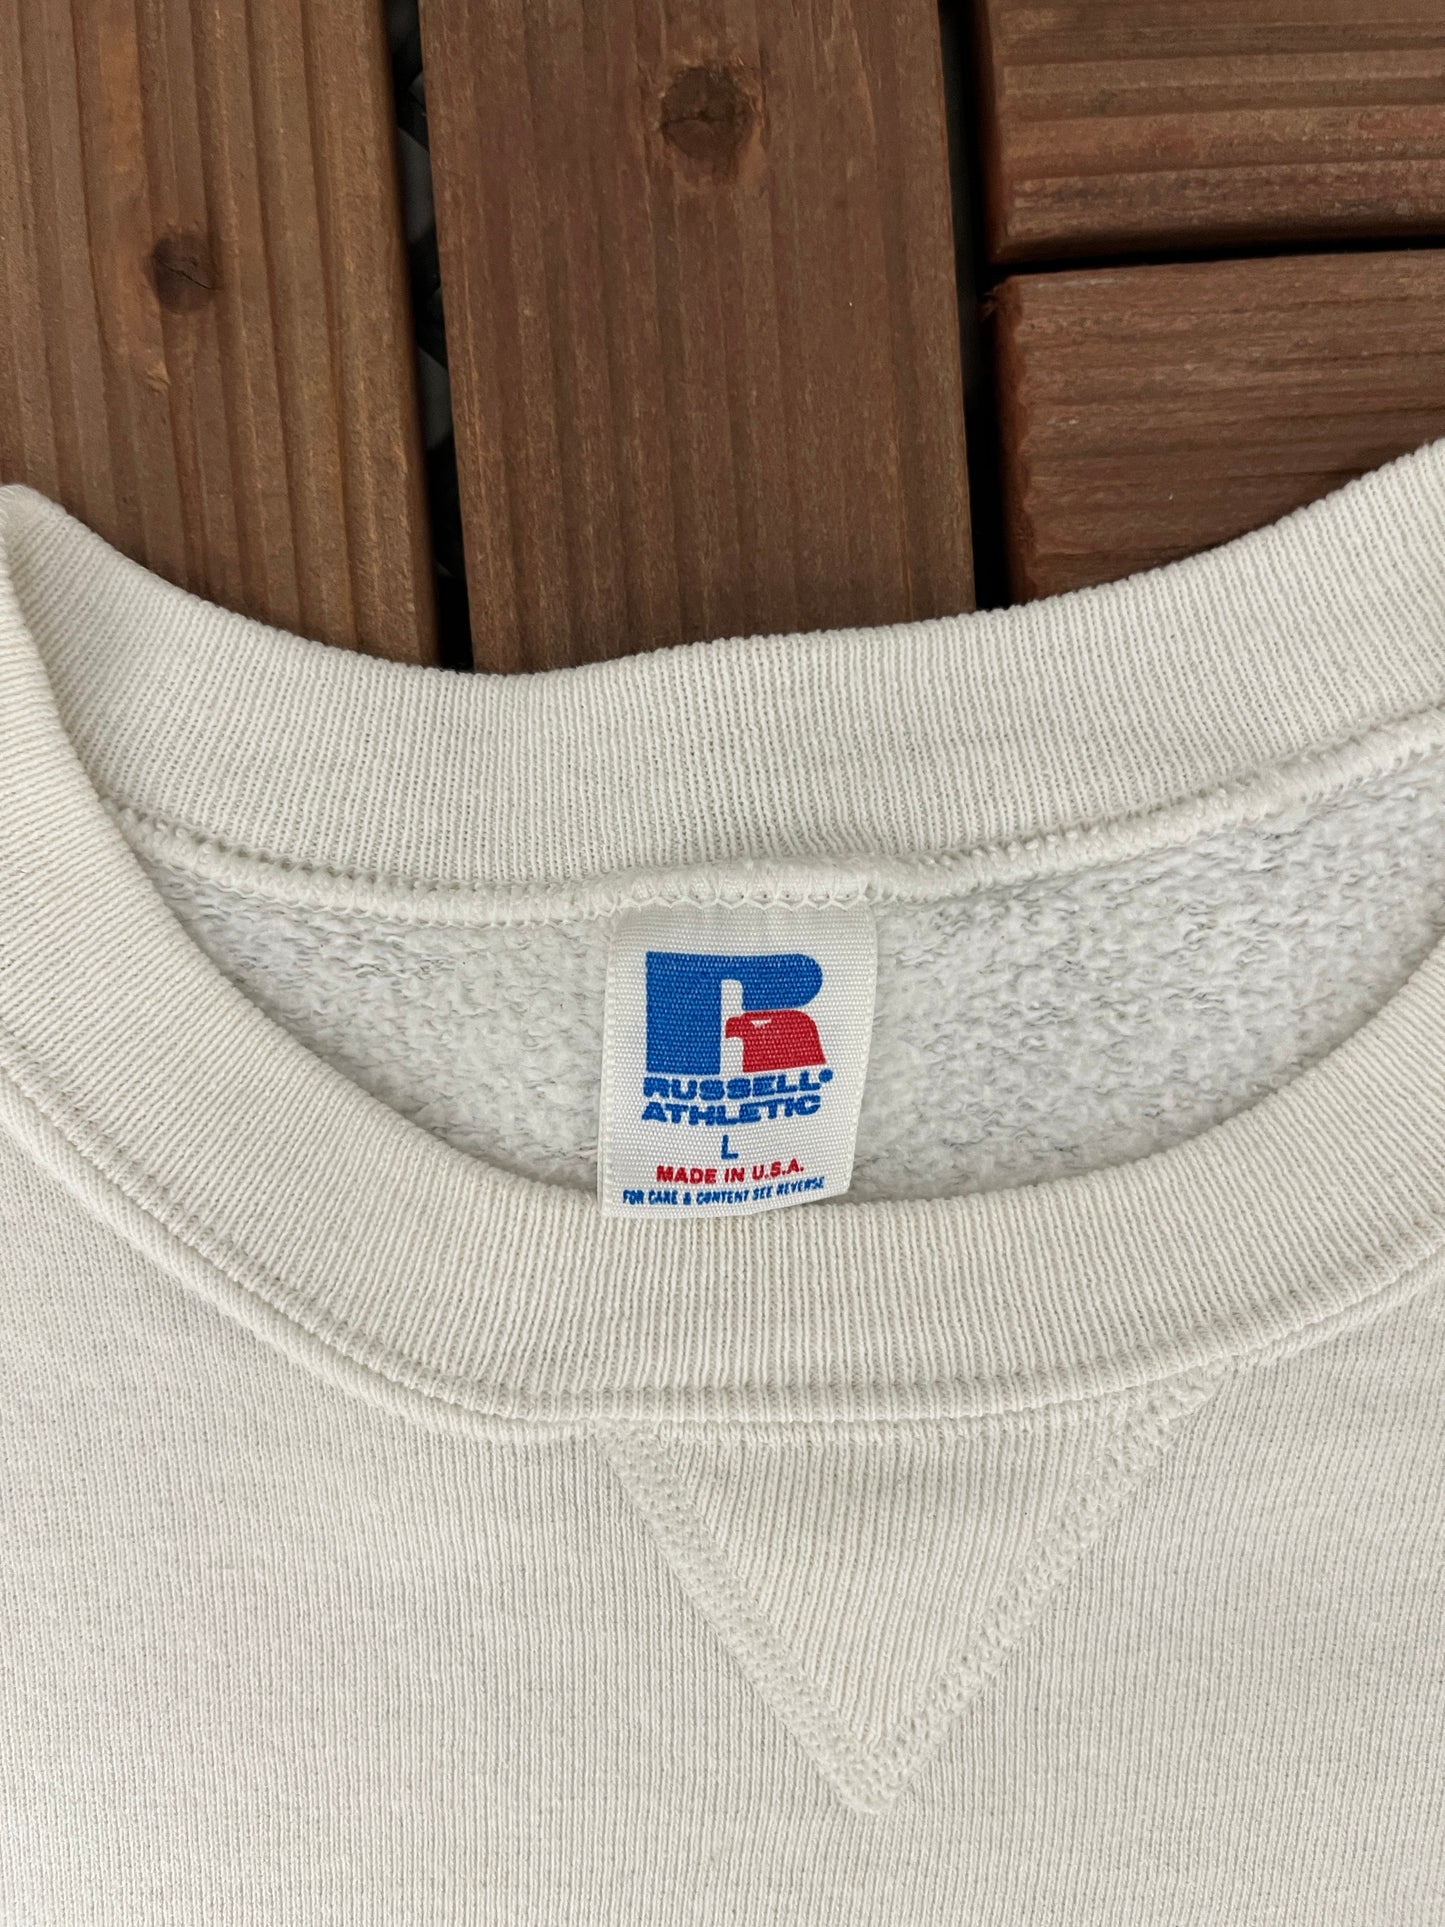 RUSSELL®
ATHLETIC
L
MADE IN U.S.A.
FOR CARE & CONTENT SEE REVERSE